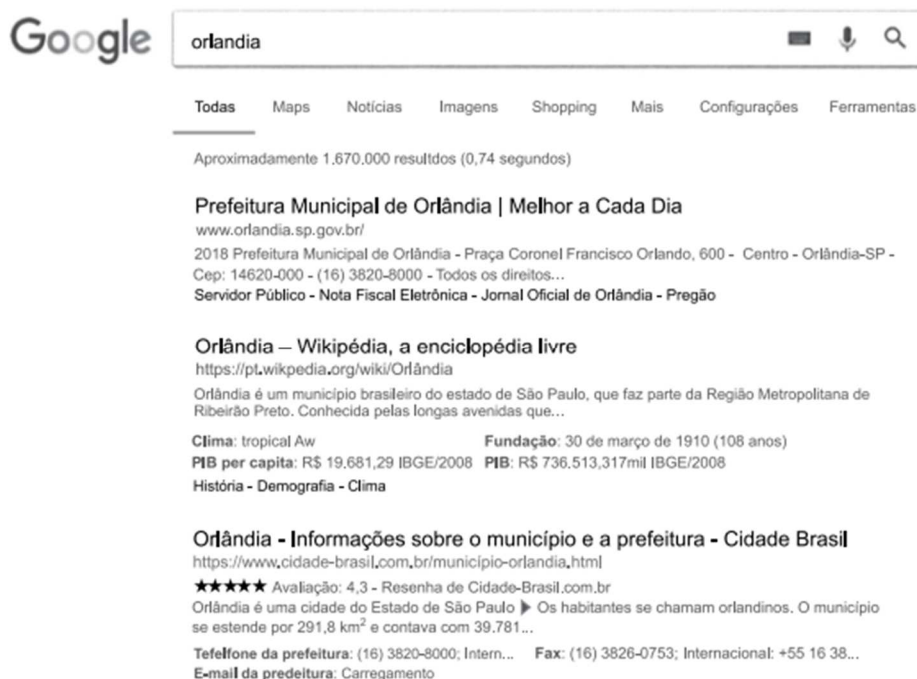 Google
orlandia
Todas Maps Notícias Imagens Shopping Mais Configurações Ferramentas
Aproximadamente 1.670.000 resultdos (0,74 segundos)
Prefeitura Municipal de Orlândia | Melhor a Cada Dia
www.orlandia.sp.gov.br/
2018 Prefeitura Municipal de Orlândia - Praça Coronel Francisco Orlando, 600 - Centro - Orlândia-SP -
Cep: 14620-000 - (16) 3820-8000 - Todos os direitos...
Servidor Público - Nota Fiscal Eletrônica - Jornal Oficial de Orlândia - Pregão
Orlândia – Wikipédia, a enciclopédia livre
https://pt.wikpedia.org/wiki/Orlândia
Orlândia é um município brasileiro do estado de São Paulo, que faz parte da Região Metropolitana de
Ribeirão Preto. Conhecida pelas longas avenidas que...
Clima: tropical Aw Fundação: 30 de março de 1910 (108 anos)
PIB per capita: R$ 19.681,29 IBGE/2008 PIB: R$ 736.513,317mil IBGE/2008
História - Demografia - Clima
Orlândia - Informações sobre o município e a prefeitura - Cidade Brasil
https://www.cidade-brasil.com.br/município-orlandia.html
★★★★★ Avaliação: 4,3 - Resenha de Cidade-Brasil.com.br
Orlândia é uma cidade do Estado de São Paulo ▶ Os habitantes se chamam orlandinos. O município
se estende por 291,8 km² e contava com 39.781...
Tefelfone da prefeitura: (16) 3820-8000; Intern... Fax: (16) 3826-0753; Internacional: +55 16 38...
E-mail da predeitura: Carregamento